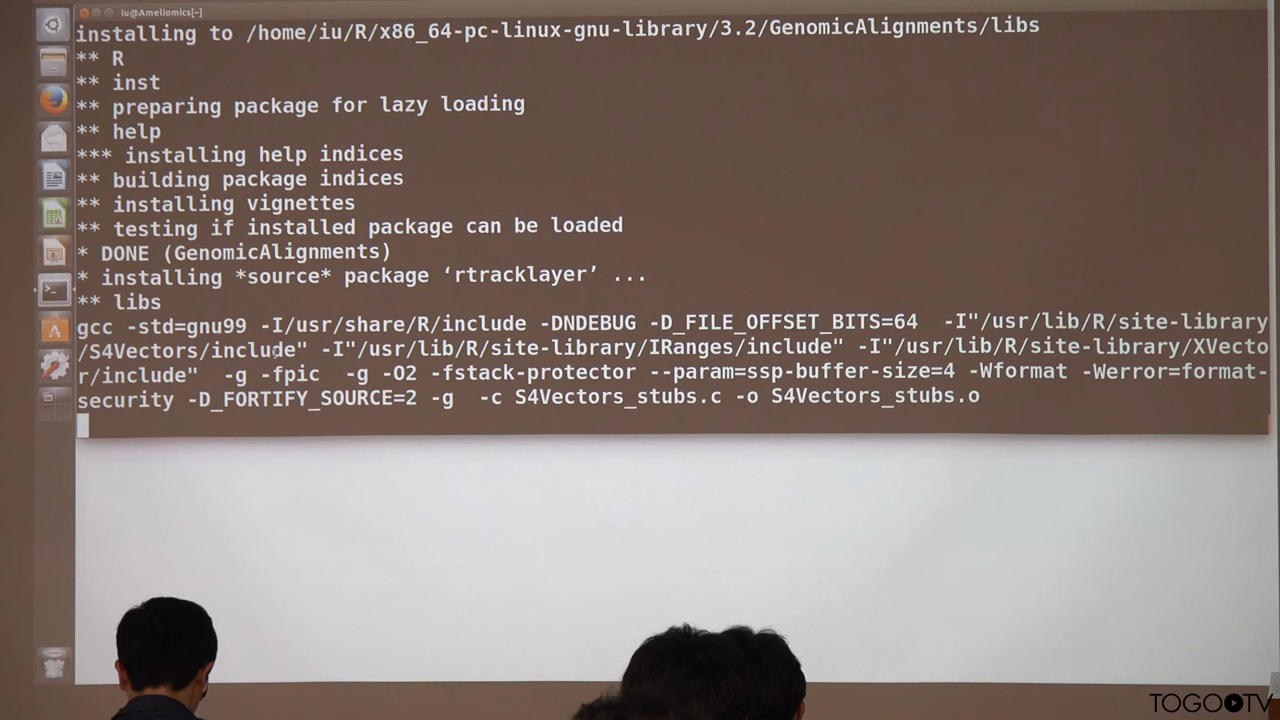 iu@Ameliomics[~]
installing to /home/iu/R/x86_64-pc-linux-gnu-library/3.2/GenomicAlignments/libs
** R
** inst
** preparing package for lazy loading
** help
*** installing help indices
** building package indices
** installing vignettes
** testing if installed package can be loaded
* DONE (GenomicAlignments)
* installing *source* package ‘rtracklayer’ ...
** libs
gcc -std=gnu99 -I/usr/share/R/include -DNDEBUG -D_FILE_OFFSET_BITS=64  -I"/usr/lib/R/site-library
/S4Vectors/include" -I"/usr/lib/R/site-library/IRanges/include" -I"/usr/lib/R/site-library/XVecto
r/include"  -g -fpic  -g -O2 -fstack-protector --param=ssp-buffer-size=4 -Wformat -Werror=format-
security -D_FORTIFY_SOURCE=2 -g  -c S4Vectors_stubs.c -o S4Vectors_stubs.o
TOGO TV